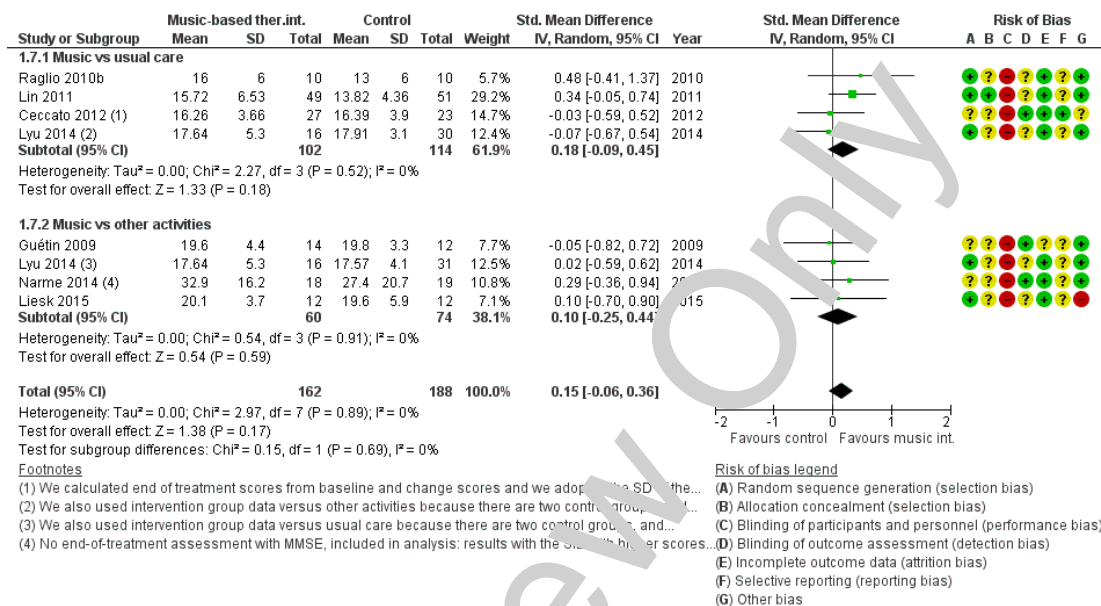 Music-based ther.int. Control Std. Mean Difference Std. Mean Difference Risk of Bias
Study or Subgroup Mean SD Total Mean SD Total Weight IV, Random, 95% CI Year IV, Random, 95% CI A B C D E F G
1.7.1 Music vs usual care
Raglio 2010b 16 6 10 13 6 10 5.7% 0.48 [-0.41, 1.37] 2010 + ? - ? + ? +
Lin 2011 15.72 6.53 49 13.82 4.36 51 29.2% 0.34 [-0.05, 0.74] 2011 + + - ? + ? +
Ceccato 2012 (1) 16.26 3.66 27 16.39 3.9 23 14.7% -0.03 [-0.59, 0.52] 2012 ? ? - + + + ?
Lyu 2014 (2) 17.64 5.3 16 17.91 3.1 30 12.4% -0.07 [-0.67, 0.54] 2014 + ? - ? + ? +
Subtotal (95% CI) 102 114 61.9% 0.18 [-0.09, 0.45]
Heterogeneity: Tau² = 0.00; Chi² = 2.27, df = 3 (P = 0.52); I² = 0%
Test for overall effect: Z = 1.33 (P = 0.18)
1.7.2 Music vs other activities
Guétin 2009 19.6 4.4 14 19.8 3.3 12 7.7% -0.05 [-0.82, 0.72] 2009 ? ? - + ? ? +
Lyu 2014 (3) 17.64 5.3 16 17.57 4.1 31 12.5% 0.02 [-0.59, 0.62] 2014 + ? - ? + ? +
Narme 2014 (4) 32.9 16.2 18 27.4 20.7 19 10.8% 0.29 [-0.36, 0.94] ? ? - ? ? ? +
Liesk 2015 20.1 3.7 12 19.6 5.9 12 7.1% 0.10 [-0.70, 0.90] 2015 + ? - ? + ? -
Subtotal (95% CI) 60 74 38.1% 0.10 [-0.25, 0.44]
Heterogeneity: Tau² = 0.00; Chi² = 0.54, df = 3 (P = 0.91); I² = 0%
Test for overall effect: Z = 0.54 (P = 0.59)
Total (95% CI) 162 188 100.0% 0.15 [-0.06, 0.36]
Heterogeneity: Tau² = 0.00; Chi² = 2.97, df = 7 (P = 0.89); I² = 0%
Test for overall effect: Z = 1.38 (P = 0.17)
Test for subgroup differences: Chi² = 0.15, df = 1 (P = 0.69), I² = 0%
-2 -1 0 1 2
Favours control Favours music int.
Footnotes
(1) We calculated end of treatment scores from baseline and change scores and we SD the...
(2) We also used intervention group data versus other activities because there are two
(3) We also used intervention group data versus usual care because there are two control groups, and...
(4) No end-of-treatment assessment with MMSE, included in analysis: results with the higher scores...
Risk of bias legend
(A) Random sequence generation (selection bias)
(B) Allocation concealment (selection bias)
(C) Blinding of participants and personnel (performance bias)
(D) Blinding of outcome assessment (detection bias)
(E) Incomplete outcome data (attrition bias)
(F) Selective reporting (reporting bias)
(G) Other bias